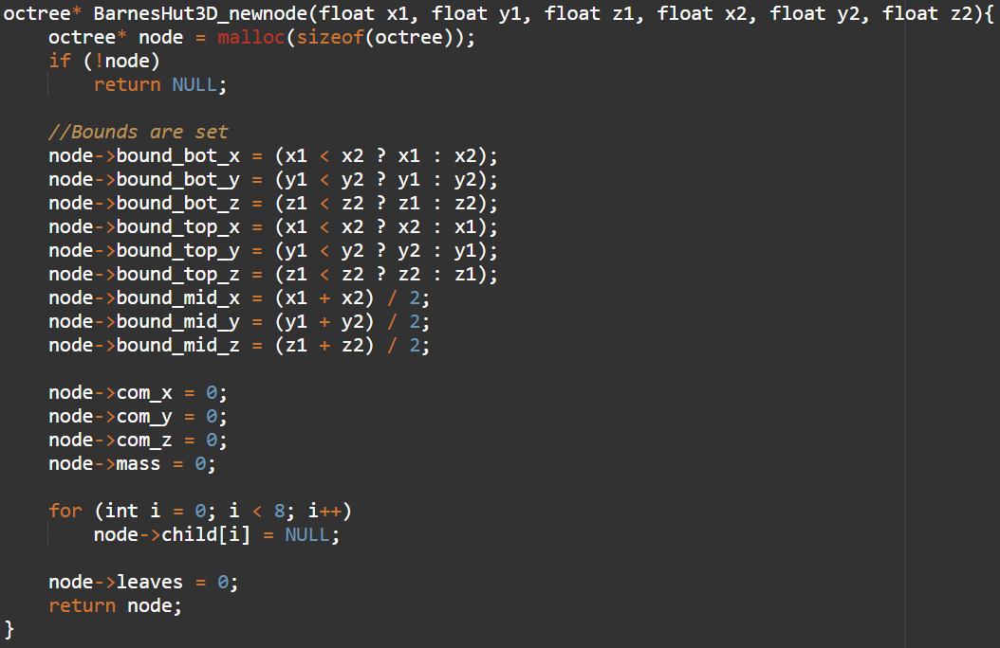 octree* BarnesHut3D_newnode(float x1, float y1, float z1, float x2, float y2, float z2){
    octree* node = malloc(sizeof(octree));
    if (!node)
        return NULL;

    //Bounds are set
    node->bound_bot_x = (x1 < x2 ? x1 : x2);
    node->bound_bot_y = (y1 < y2 ? y1 : y2);
    node->bound_bot_z = (z1 < z2 ? z1 : z2);
    node->bound_top_x = (x1 < x2 ? x2 : x1);
    node->bound_top_y = (y1 < y2 ? y2 : y1);
    node->bound_top_z = (z1 < z2 ? z2 : z1);
    node->bound_mid_x = (x1 + x2) / 2;
    node->bound_mid_y = (y1 + y2) / 2;
    node->bound_mid_z = (z1 + z2) / 2;

    node->com_x = 0;
    node->com_y = 0;
    node->com_z = 0;
    node->mass = 0;

    for (int i = 0; i < 8; i++)
        node->child[i] = NULL;

    node->leaves = 0;
    return node;
}